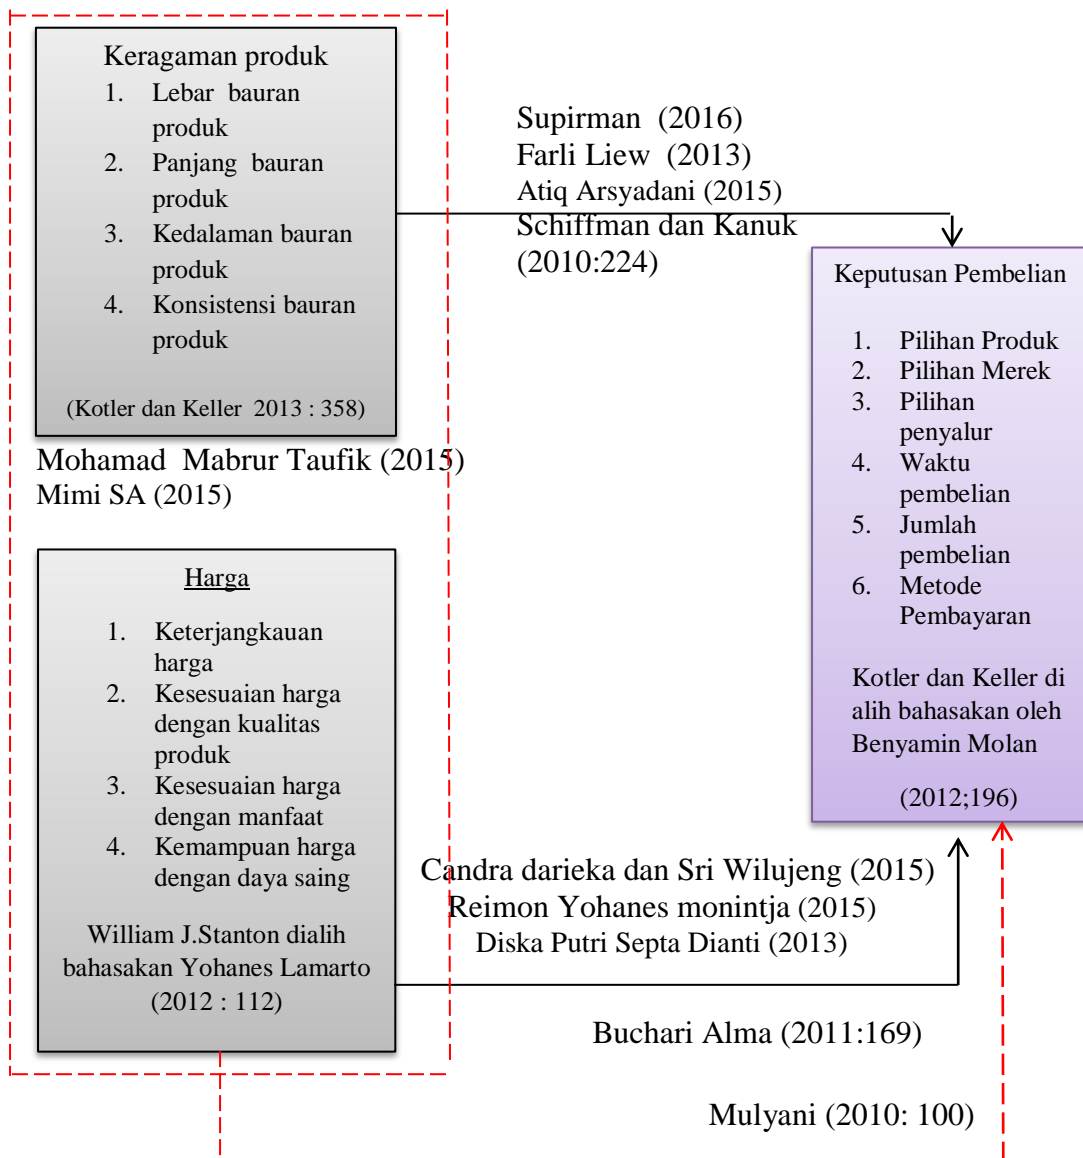 Keragaman produk
1. Lebar bauran
produk
2. Panjang bauran
produk
3. Kedalaman bauran
produk
4. Konsistensi bauran
produk
(Kotler dan Keller 2013 : 358)
Supirman (2016)
Farli Liew (2013)
Atiq Arsyadani (2015)
Schiffman dan Kanuk
(2010:224)
Keputusan Pembelian
1. Pilihan Produk
2. Pilihan Merek
3. Pilihan
penyalur
4. Waktu
pembelian
5. Jumlah
pembelian
6. Metode
Pembayaran
Kotler dan Keller di
alih bahasakan oleh
Benyamin Molan
(2012;196)
Mohamad Mabrur Taufik (2015)
Mimi SA (2015)
Harga
1. Keterjangkauan
harga
2. Kesesuaian harga
dengan kualitas
produk
3. Kesesuaian harga
dengan manfaat
4. Kemampuan harga
dengan daya saing
William J.Stanton dialih
bahasakan Yohanes Lamarto
(2012 : 112)
Candra darieka dan Sri Wilujeng (2015)
Reimon Yohanes monintja (2015)
Diska Putri Septa Dianti (2013)
Buchari Alma (2011:169)
Mulyani (2010: 100)